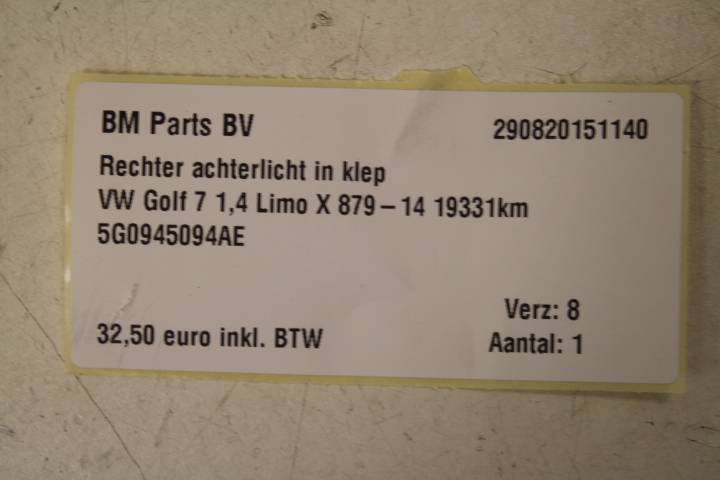 BM Parts BV 290820151140
Rechter achterlicht in klep
VW Golf 7 1,4 Limo X 879-14 19331km
5G0945094AE
Verz: 8
32,50 euro inkl. BTW Aantal: 1